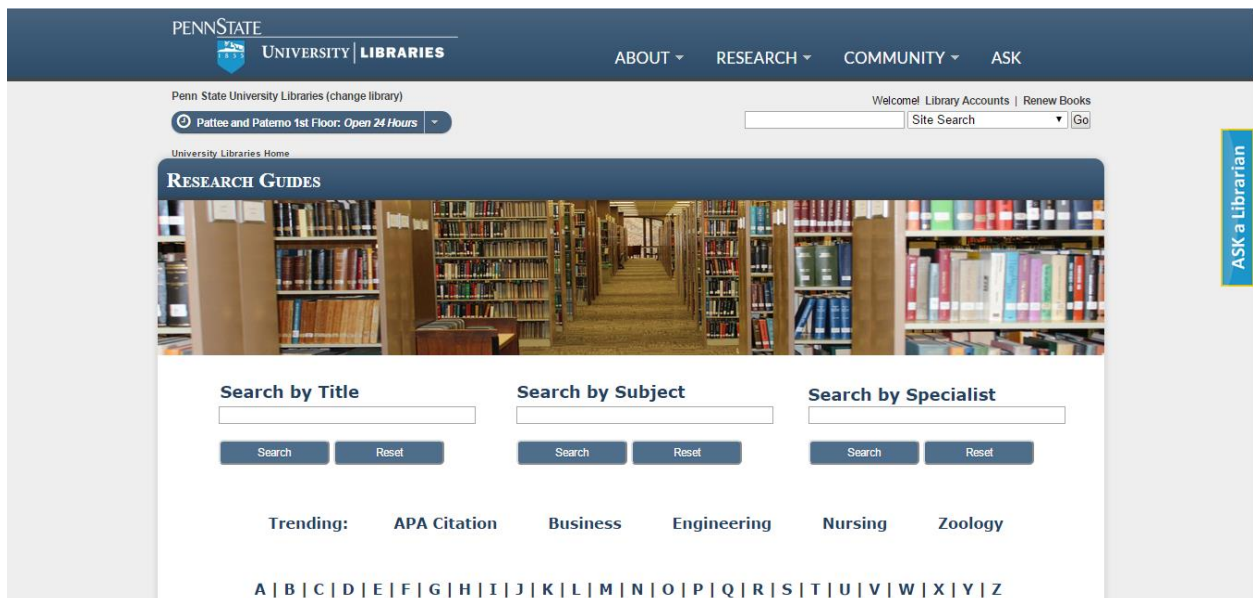 PENNSTATE
1855
UNIVERSITY | LIBRARIES
ABOUT RESEARCH COMMUNITY ASK
Penn State University Libraries (change library)
Welcome! Library Accounts | Renew Books
Pattee and Paterno 1st Floor: Open 24 Hours
Site Search Go
University Libraries Home
ASK a Librarian
RESEARCH GUIDES
Search by Title Search by Subject Search by Specialist
Search Reset Search Reset Search Reset
Trending: APA Citation Business Engineering Nursing Zoology
A | B | C | D | E | F | G | H | I | J | K | L | M | N | O | P | Q | R | S | T | U | V | W | X | Y | Z